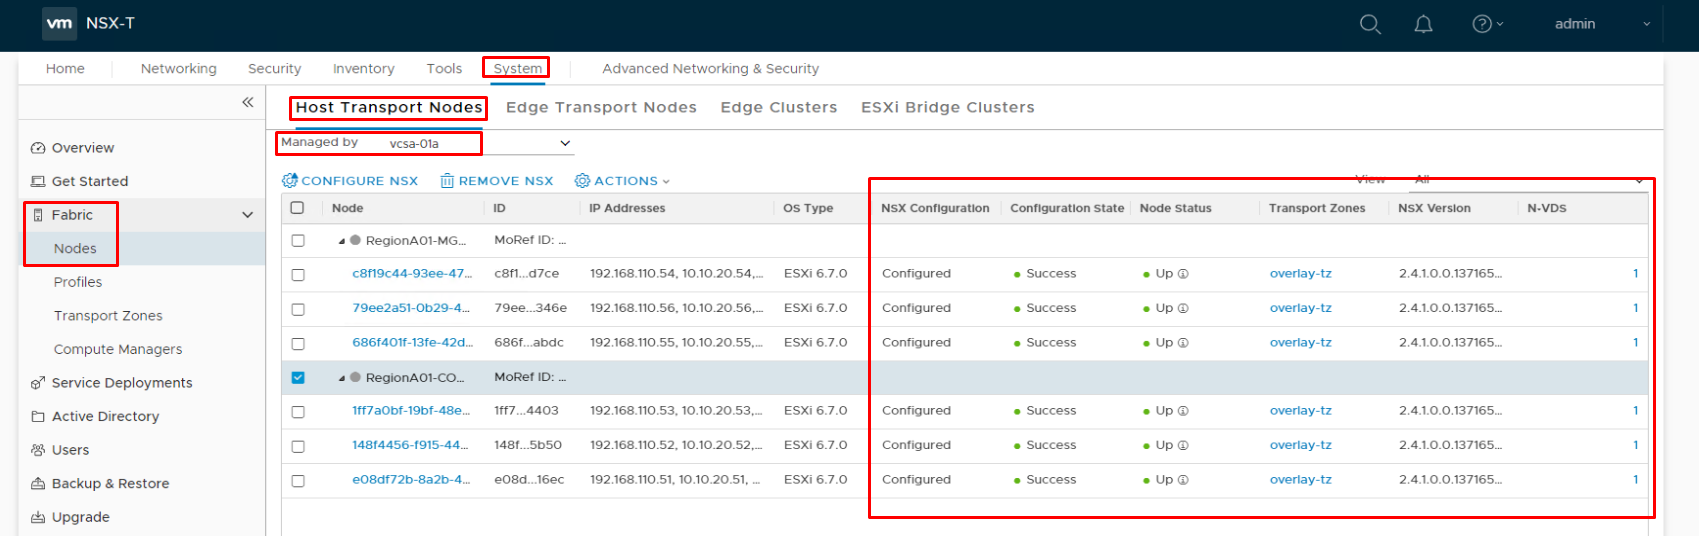 vm NSX-T admin
Home Networking Security Inventory Tools System Advanced Networking & Security
Host Transport Nodes Edge Transport Nodes Edge Clusters ESXi Bridge Clusters
Managed by vcsa-01a
Overview
Get Started
Fabric
Nodes
Profiles
Transport Zones
Compute Managers
Service Deployments
Active Directory
Users
Backup & Restore
Upgrade
CONFIGURE NSX REMOVE NSX ACTIONS View All
Node ID IP Addresses OS Type NSX Configuration Configuration State Node Status Transport Zones NSX Version N-VDS
RegionA01-MG... MoRef ID: ...
c8f19c44-93ee-47... c8f1...d7ce 192.168.110.54, 10.10.20.54,... ESXi 6.7.0 Configured Success Up overlay-tz 2.4.1.0.0.137165... 1
79ee2a51-0b29-4... 79ee...346e 192.168.110.56, 10.10.20.56,... ESXi 6.7.0 Configured Success Up overlay-tz 2.4.1.0.0.137165... 1
686f401f-13fe-42d... 686f...abdc 192.168.110.55, 10.10.20.55,... ESXi 6.7.0 Configured Success Up overlay-tz 2.4.1.0.0.137165... 1
RegionA01-CO... MoRef ID: ...
1ff7a0bf-19bf-48e... 1ff7...4403 192.168.110.53, 10.10.20.53,... ESXi 6.7.0 Configured Success Up overlay-tz 2.4.1.0.0.137165... 1
148f4456-f915-44... 148f...5b50 192.168.110.52, 10.10.20.52,... ESXi 6.7.0 Configured Success Up overlay-tz 2.4.1.0.0.137165... 1
e08df72b-8a2b-4... e08d...16ec 192.168.110.51, 10.10.20.51, ... ESXi 6.7.0 Configured Success Up overlay-tz 2.4.1.0.0.137165... 1